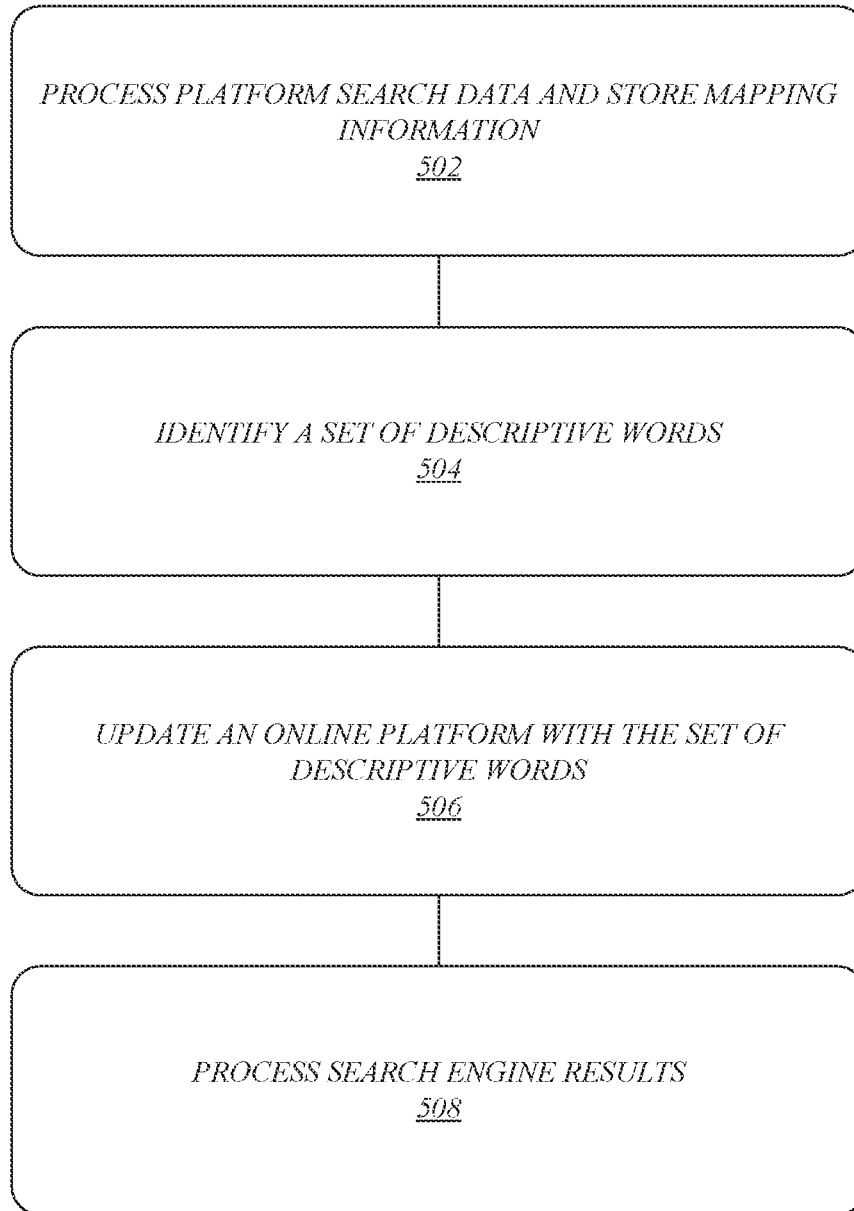 PROCESS PLATFORM SEARCH DATA AND STORE MAPPING
INFORMATION
502
IDENTIFY A SET OF DESCRIPTIVE WORDS
504
UPDATE AN ONLINE PLATFORM WITH THE SET OF
DESCRIPTIVE WORDS
506
PROCESS SEARCH ENGINE RESULTS
508